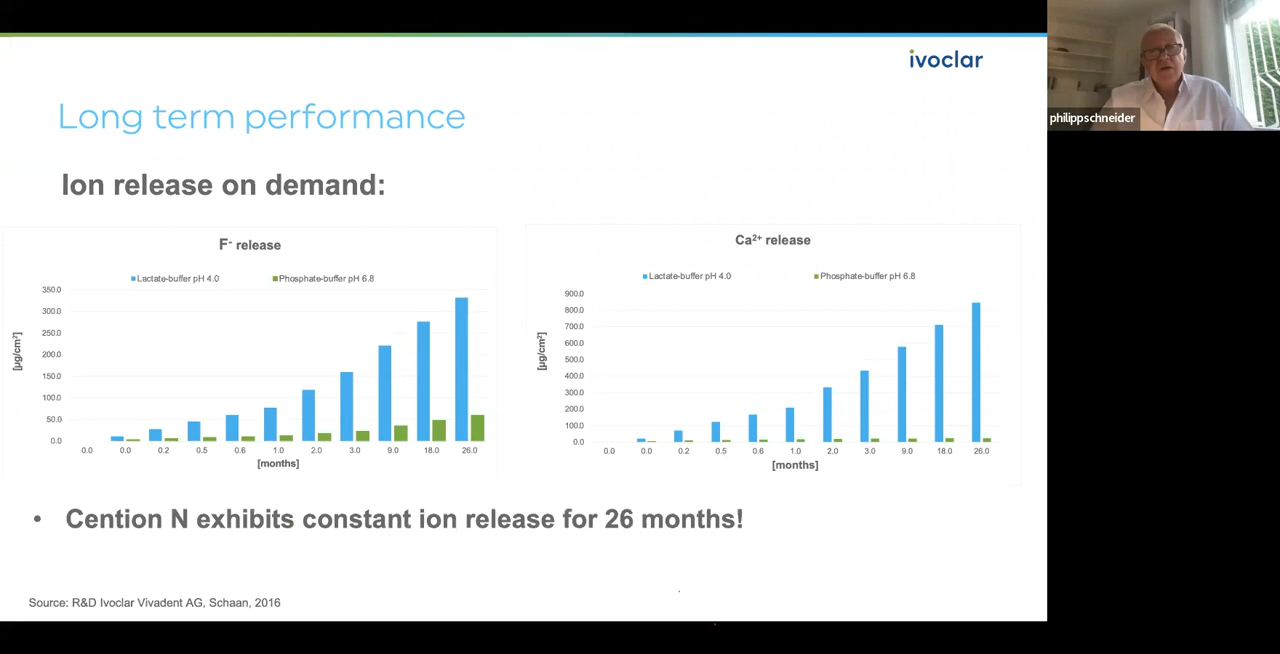 ivoclar
philippschneider
Long term performance
Ion release on demand:
F- release
Lactate-buffer pH 4.0
Phosphate-buffer pH 6.8
350.0
300.0
250.0
200.0
150.0
100.0
50.0
0.0
[µg/cm²]
0.0 0.0 0.2 0.5 0.6 1.0 2.0 3.0 9.0 18.0 26.0
[months]
Ca²⁺ release
Lactate-buffer pH 4.0
Phosphate-buffer pH 6.8
900.0
800.0
700.0
600.0
500.0
400.0
300.0
200.0
100.0
0.0
[µg/cm²]
0.0 0.0 0.2 0.5 0.6 1.0 2.0 3.0 9.0 18.0 26.0
[months]
• Cention N exhibits constant ion release for 26 months!
Source: R&D Ivoclar Vivadent AG, Schaan, 2016